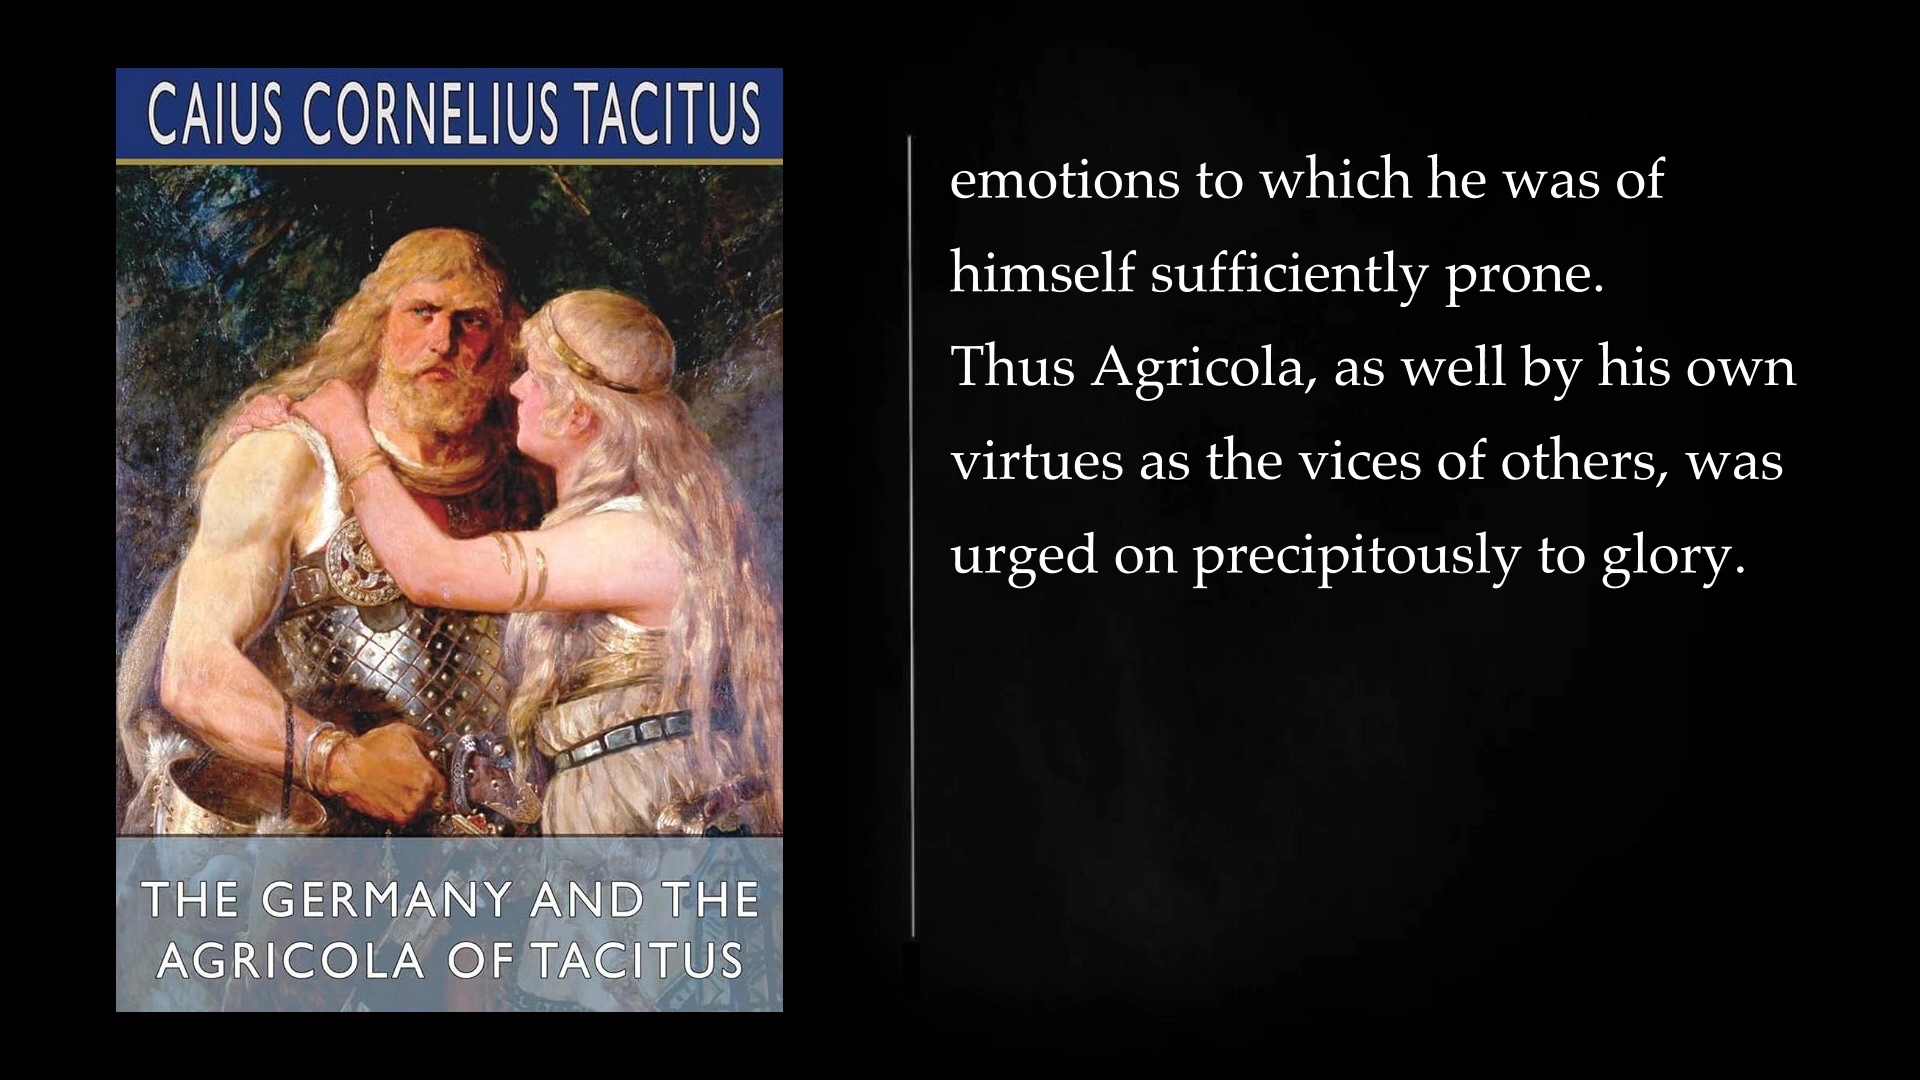 CAIUS CORNELIUS TACITUS
THE GERMANY AND THE
AGRICOLA OF TACITUS
emotions to which he was of
himself sufficiently prone.
Thus Agricola, as well by his own
virtues as the vices of others, was
urged on precipitously to glory.